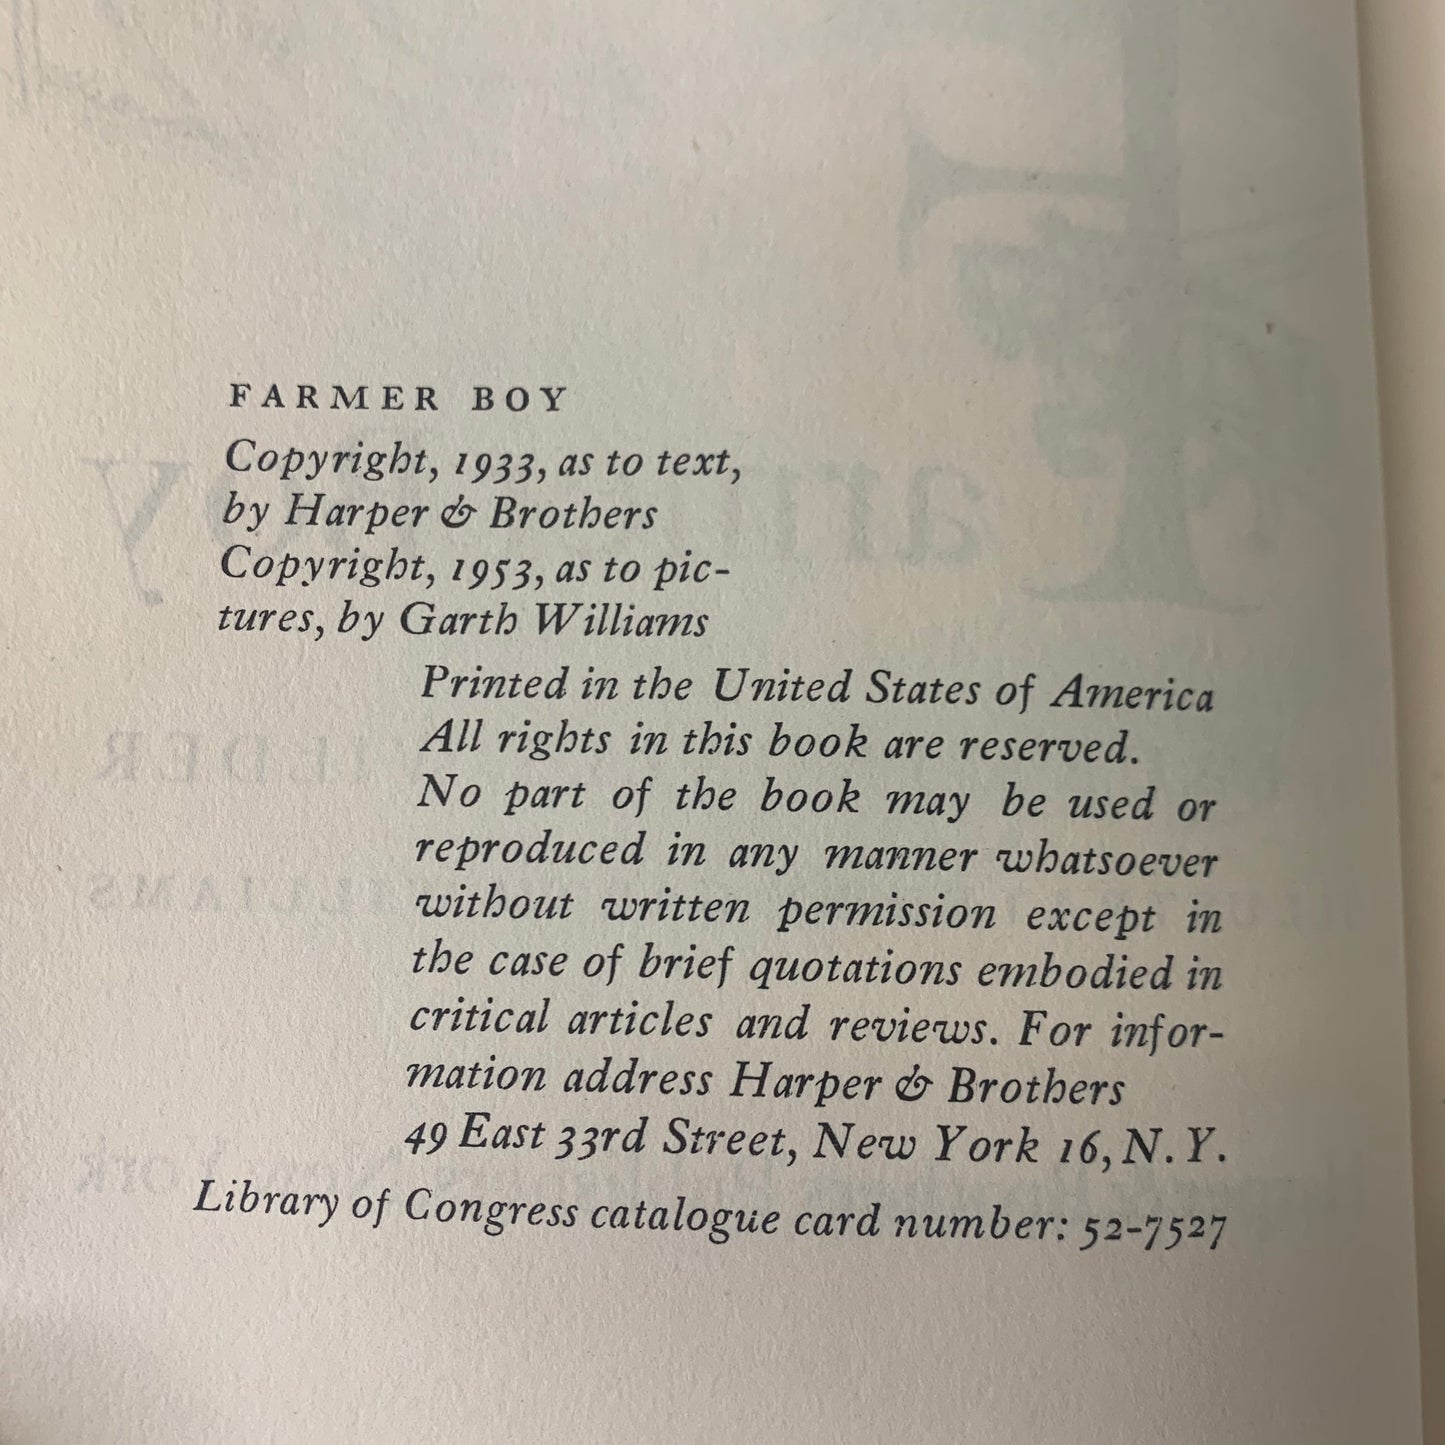 FARMER BOY
Copyright, 1933, as to text,
by Harper & Brothers
Copyright, 1953, as to pic-
tures, by Garth Williams
Printed in the United States of America
All rights in this book are reserved.
No part of the book may be used or
reproduced in any manner whatsoever
without written permission except in
the case of brief quotations embodied in
critical articles and reviews. For infor-
mation address Harper & Brothers
49 East 33rd Street, New York 16, N. Y.
Library of Congress catalogue card number: 52-7527